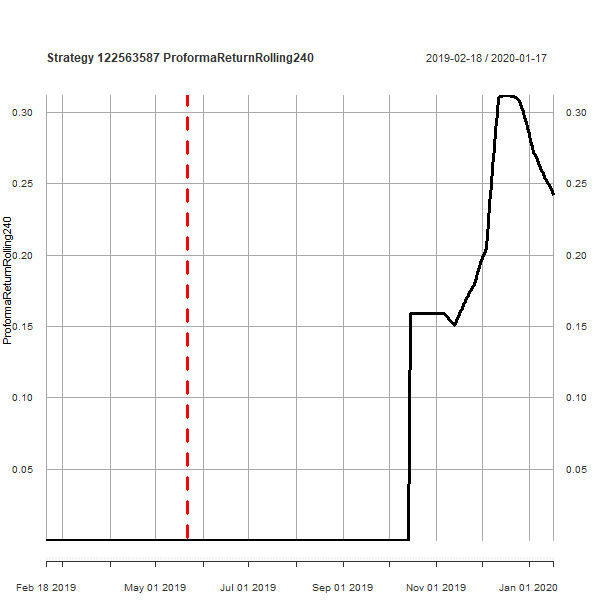 Strategy 122563587 ProformaReturnRolling240
2019-02-18 / 2020-01-17
ProformaReturnRolling240
0.30
0.25
0.20
0.15
0.10
0.05
0.30
0.25
0.20
0.15
0.10
0.05
Feb 18 2019
May 01 2019
Jul 01 2019
Sep 01 2019
Nov 01 2019
Jan 01 2020